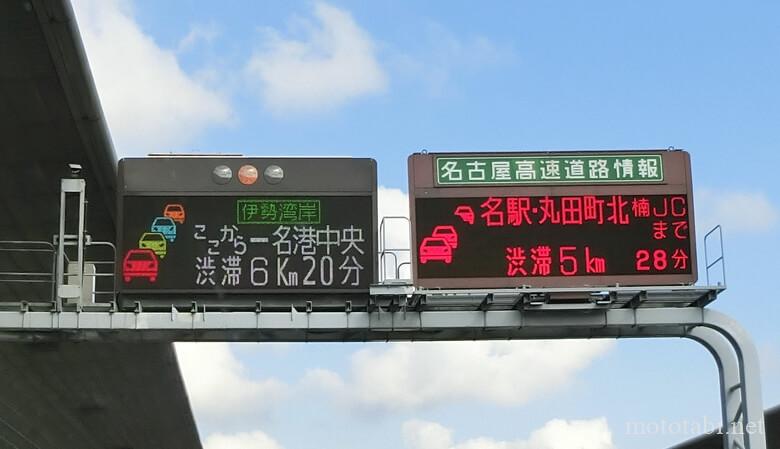 伊勢湾岸
ここから ー 名港中央
渋滞 6Km 20分
名古屋高速道路情報
名駅・丸田町北 楠JCまで
渋滞 5km 28分
mototabi.net